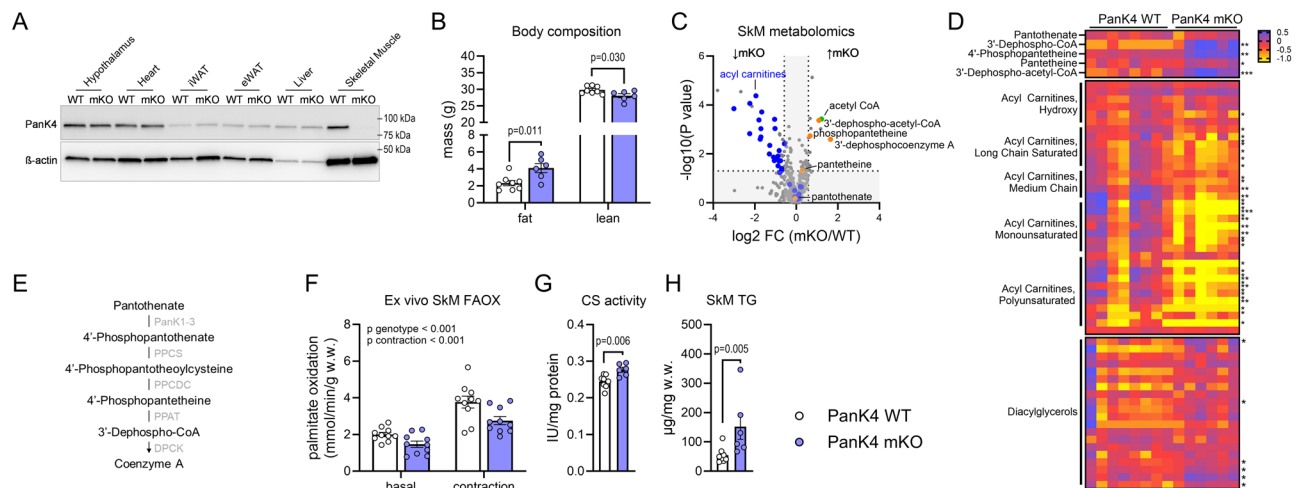 A
Hypothalamus
Heart
iWAT
eWAT
Liver
Skeletal Muscle
WT mKO WT mKO WT mKO WT mKO WT mKO WT mKO
PanK4
ß-actin
100 kDa
75 kDa
50 kDa
B
Body composition
mass (g)
35
30
25
20
15
10
6
4
2
0
p=0.011
p=0.030
fat
lean
C
SkM metabolomics
↓mKO
↑mKO
acyl carnitines
acetyl CoA
3'-dephospho-acetyl-CoA
phosphopantetheine
3'-dephosphocoenzyme A
pantetheine
pantothenate
-log10(P value)
6
4
2
0
-4 -2 0 2 4
log2 FC (mKO/WT)
D
PanK4 WT
PanK4 mKO
0.5
0
-0.5
-1.0
Pantothenate
3'-Dephospho-CoA
**
4'-Phosphopantetheine
**
Pantetheine
*
3'-Dephospho-acetyl-CoA
***
Acyl Carnitines,
Hydroxy
Acyl Carnitines,
Long Chain Saturated
Acyl Carnitines,
Medium Chain
Acyl Carnitines,
Monounsaturated
Acyl Carnitines,
Polyunsaturated
Diacylglycerols
E
Pantothenate
PanK1-3
4'-Phosphopantothenate
PPCS
4'-Phosphopantotheoylcysteine
PPCDC
4'-Phosphopantetheine
PPAT
3'-Dephospho-CoA
DPCK
Coenzyme A
F
Ex vivo SkM FAOX
p genotype < 0.001
p contraction < 0.001
palmitate oxidation
(mmol/min/g w.w.)
8
6
4
2
0
basal
contraction
G
CS activity
p=0.006
IU/mg protein
0.4
0.3
0.2
0.1
0.0
H
SkM TG
p=0.005
µg/mg w.w.
500
400
300
200
100
0
PanK4 WT
PanK4 mKO